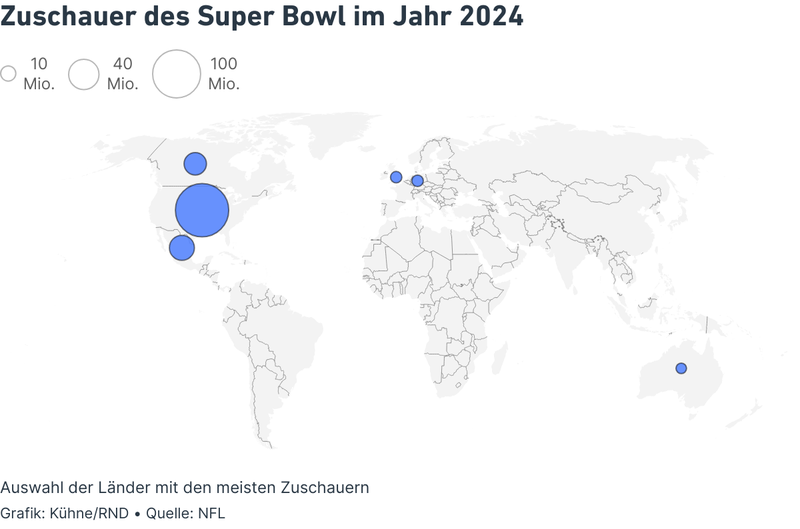 Zuschauer des Super Bowl im Jahr 2024
10 Mio.
40 Mio.
100 Mio.
Auswahl der Länder mit den meisten Zuschauern
Grafik: Kühne/RND • Quelle: NFL